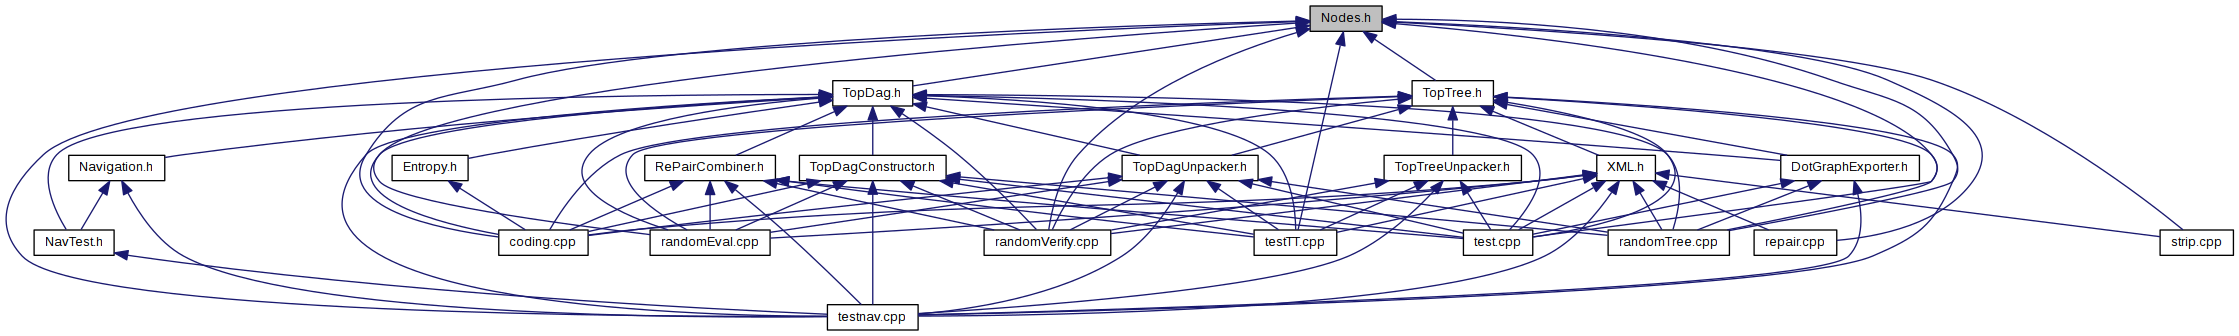 Nodes.h
TopDag.h
TopTree.h
Navigation.h
Entropy.h
RePairCombiner.h
TopDagConstructor.h
TopDagUnpacker.h
TopTreeUnpacker.h
XML.h
DotGraphExporter.h
NavTest.h
coding.cpp
randomEval.cpp
randomVerify.cpp
testTT.cpp
test.cpp
randomTree.cpp
repair.cpp
strip.cpp
testnav.cpp